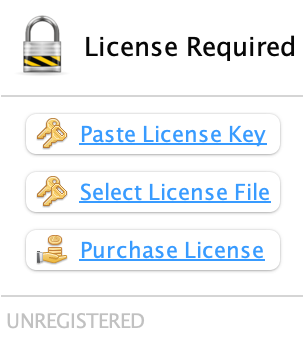 License Required
Paste License Key
Select License File
Purchase License
UNREGISTERED